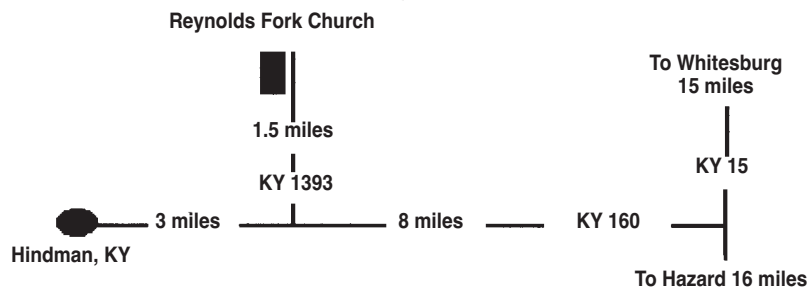 Reynolds Fork Church
To Whitesburg
15 miles
1.5 miles
KY 15
KY 1393
3 miles
8 miles
KY 160
Hindman, KY
To Hazard 16 miles